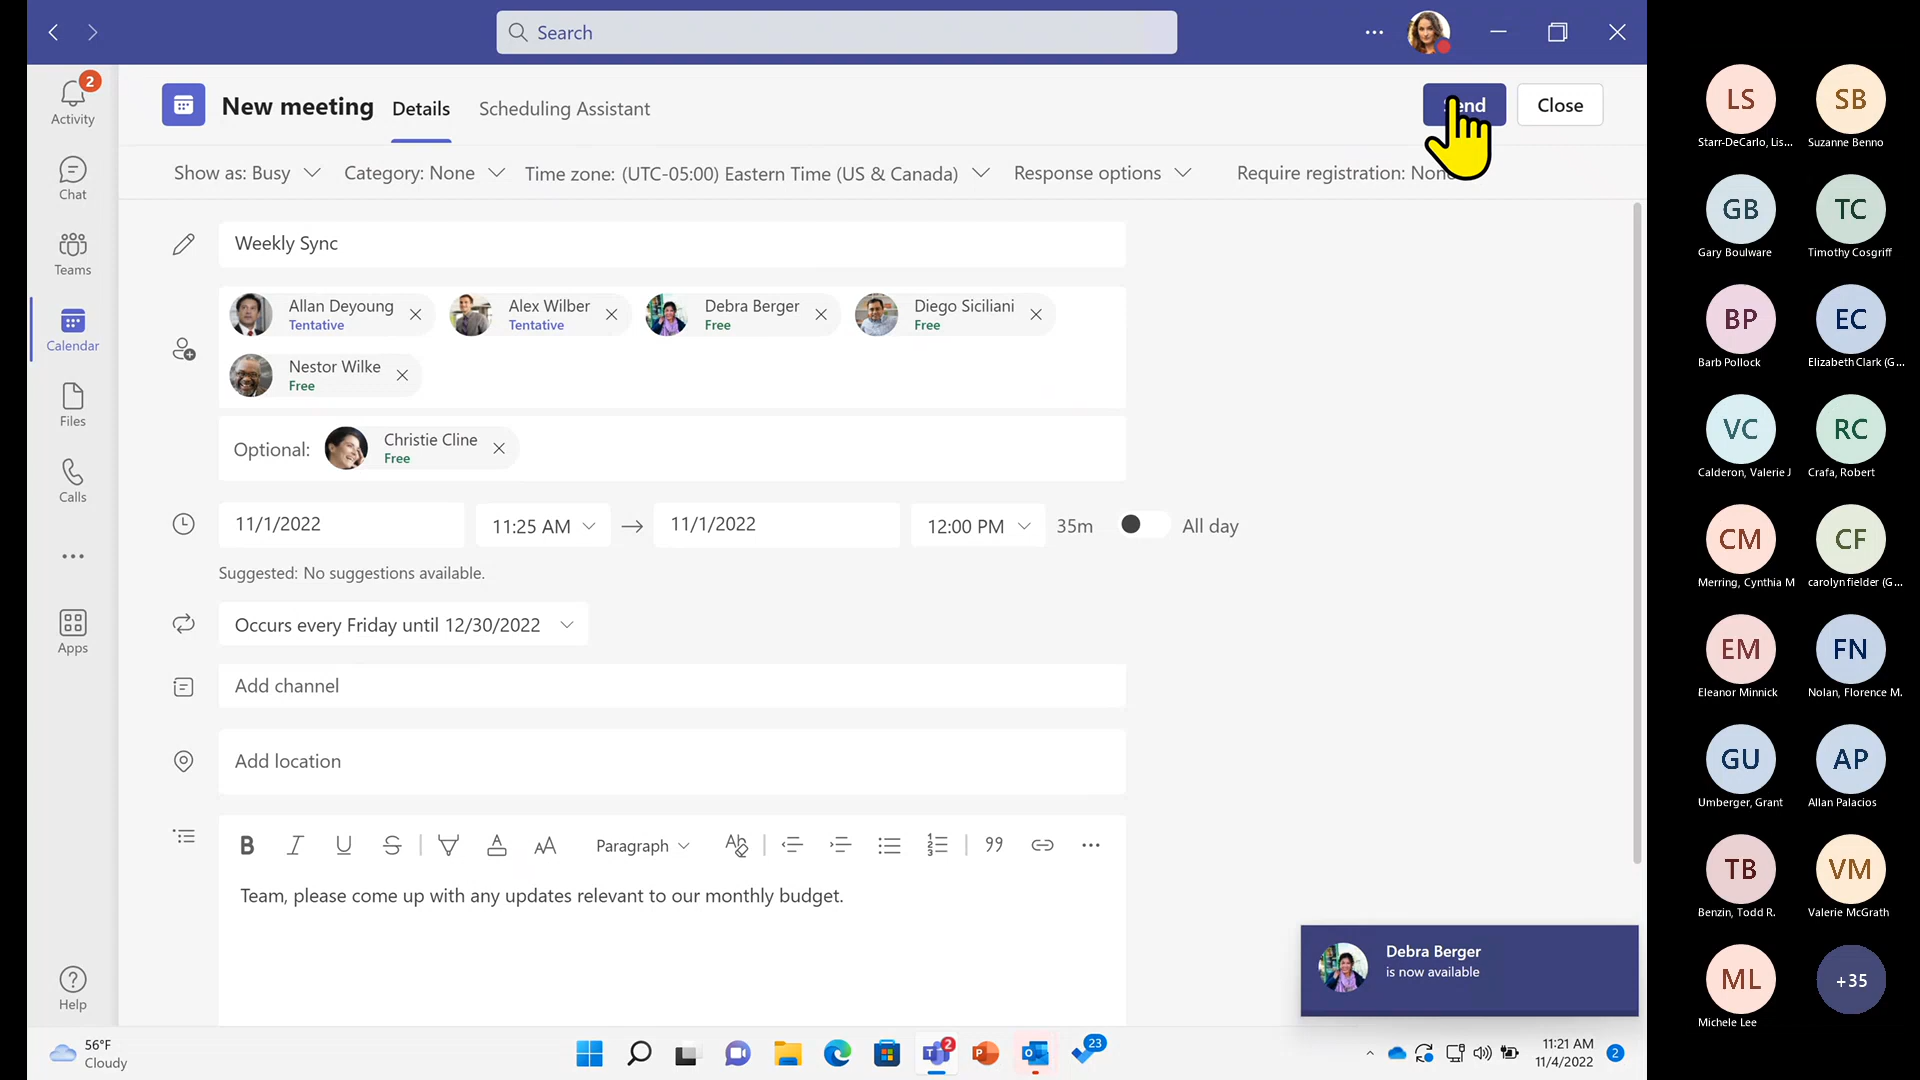 Search
2
Activity
Chat
Teams
Calendar
Files
Calls
Apps
Help
New meeting
Details
Scheduling Assistant
Close
Show as: Busy
Category: None
Time zone: (UTC-05:00) Eastern Time (US & Canada)
Response options
Require registration: None
Weekly Sync
Allan Deyoung
Tentative
Alex Wilber
Tentative
Debra Berger
Free
Diego Siciliani
Free
Nestor Wilke
Free
Optional:
Christie Cline
Free
11/1/2022
11:25 AM
11/1/2022
12:00 PM
35m
All day
Suggested: No suggestions available.
Occurs every Friday until 12/30/2022
Add channel
Add location
Paragraph
Team, please come up with any updates relevant to our monthly budget.
Debra Berger
is now available
56°F
Cloudy
2
23
11:21 AM
11/4/2022
2
LS
Starr-DeCarlo, Lis...
SB
Suzanne Benno
GB
Gary Boulware
TC
Timothy Cosgriff
BP
Barb Pollock
EC
Elizabeth Clark (G...
VC
Calderon, Valerie J
RC
Crafa, Robert
CM
Merring, Cynthia M
CF
carolyn fielder (G...
EM
Eleanor Minnick
FN
Nolan, Florence M.
GU
Umberger, Grant
AP
Allan Palacios
TB
Benzin, Todd R.
VM
Valerie McGrath
ML
Michele Lee
+35